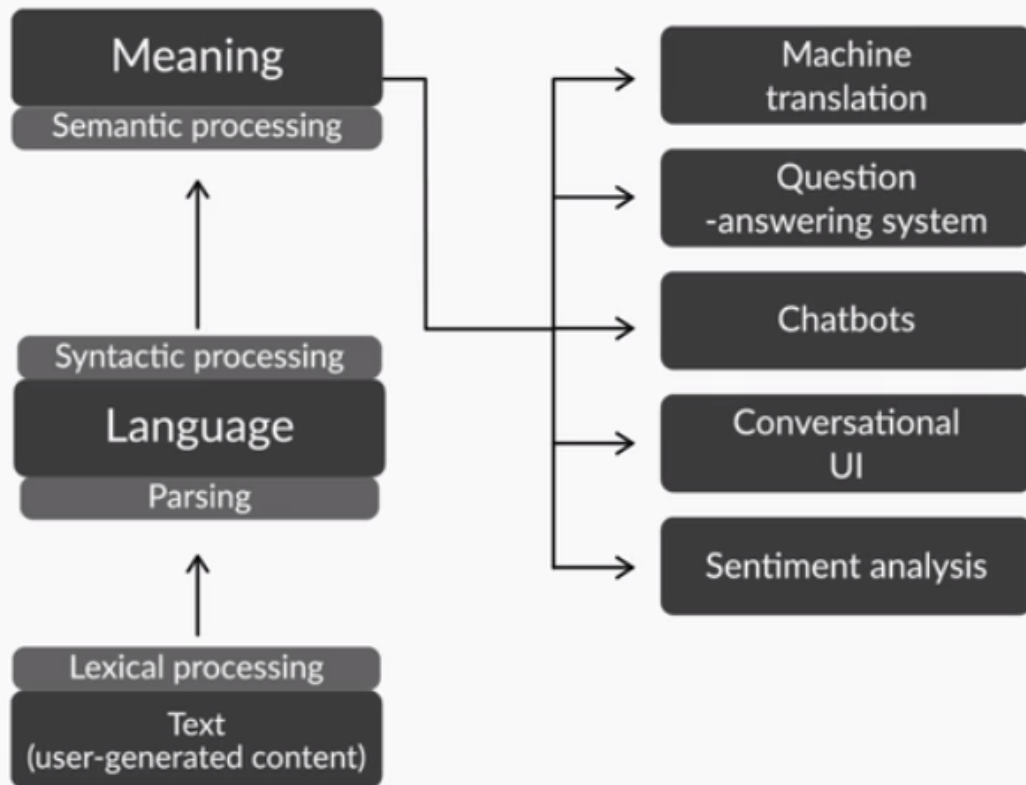 Meaning
Semantic processing
Syntactic processing
Language
Parsing
Lexical processing
Text
(user-generated content)
Machine
translation
Question
-answering system
Chatbots
Conversational
UI
Sentiment analysis